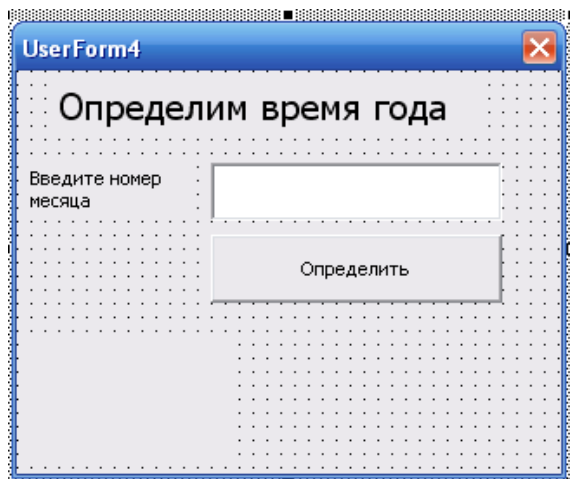 UserForm4
Определим время года
Введите номер
месяца
Определить